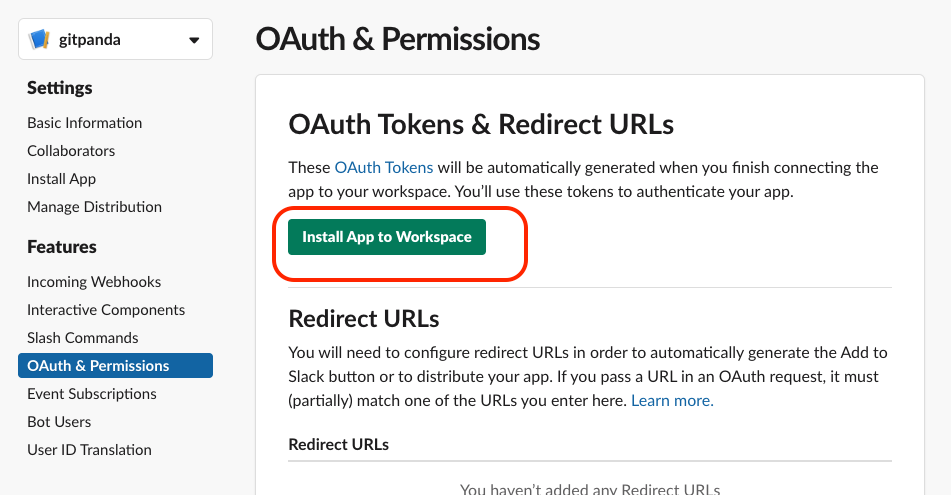 gitpanda
Settings
Basic Information
Collaborators
Install App
Manage Distribution
Features
Incoming Webhooks
Interactive Components
Slash Commands
OAuth & Permissions
Event Subscriptions
Bot Users
User ID Translation
OAuth & Permissions
OAuth Tokens & Redirect URLs
These OAuth Tokens will be automatically generated when you finish connecting the
app to your workspace. You’ll use these tokens to authenticate your app.
Install App to Workspace
Redirect URLs
You will need to configure redirect URLs in order to automatically generate the Add to
Slack button or to distribute your app. If you pass a URL in an OAuth request, it must
(partially) match one of the URLs you enter here. Learn more.
Redirect URLs
You haven’t added any Redirect URLs